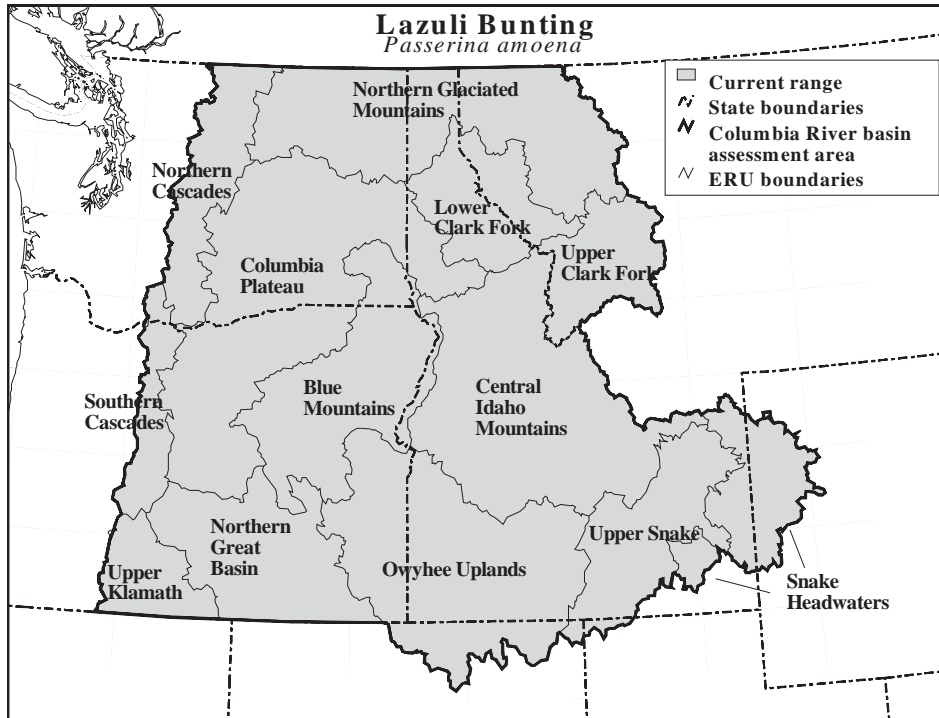 Lazuli Bunting
Passerina amoena
Current range
State boundaries
Columbia River basin
assessment area
ERU boundaries
Northern Glaciated
Mountains
Northern
Cascades
Lower
Clark Fork
Upper
Clark Fork
Columbia
Plateau
Southern
Cascades
Blue
Mountains
Central
Idaho
Mountains
Northern
Great
Basin
Upper Snake
Upper
Klamath
Owyhee Uplands
Snake
Headwaters